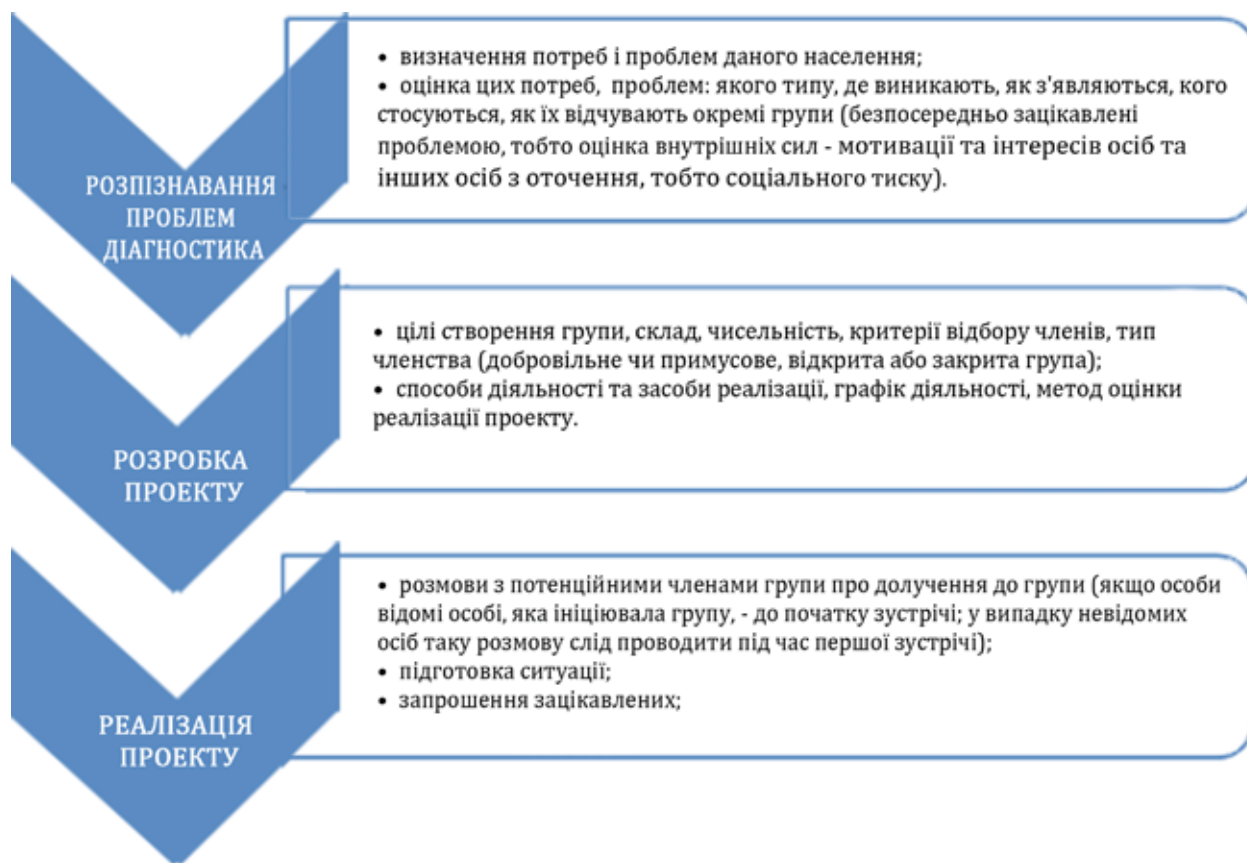 РОЗПІЗНАВАННЯ
ПРОБЛЕМ
ДІАГНОСТИКА
• визначення потреб і проблем даного населення;
• оцінка цих потреб, проблем: якого типу, де виникають, як з'являються, кого
стосуються, як їх відчувають окремі групи (безпосередньо зацікавлені
проблемою, тобто оцінка внутрішніх сил - мотивації та інтересів осіб та
інших осіб з оточення, тобто соціального тиску).
РОЗРОБКА
ПРОЕКТУ
• цілі створення групи, склад, чисельність, критерії відбору членів, тип
членства (добровільне чи примусове, відкрита або закрита група);
• способи діяльності та засоби реалізації, графік діяльності, метод оцінки
реалізації проекту.
РЕАЛІЗАЦІЯ
ПРОЕКТУ
• розмови з потенційними членами групи про долучення до групи (якщо особи
відомі особі, яка ініціювала групу, - до початку зустрічі; у випадку невідомих
осіб таку розмову слід проводити під час першої зустрічі);
• підготовка ситуації;
• запрошення зацікавлених;